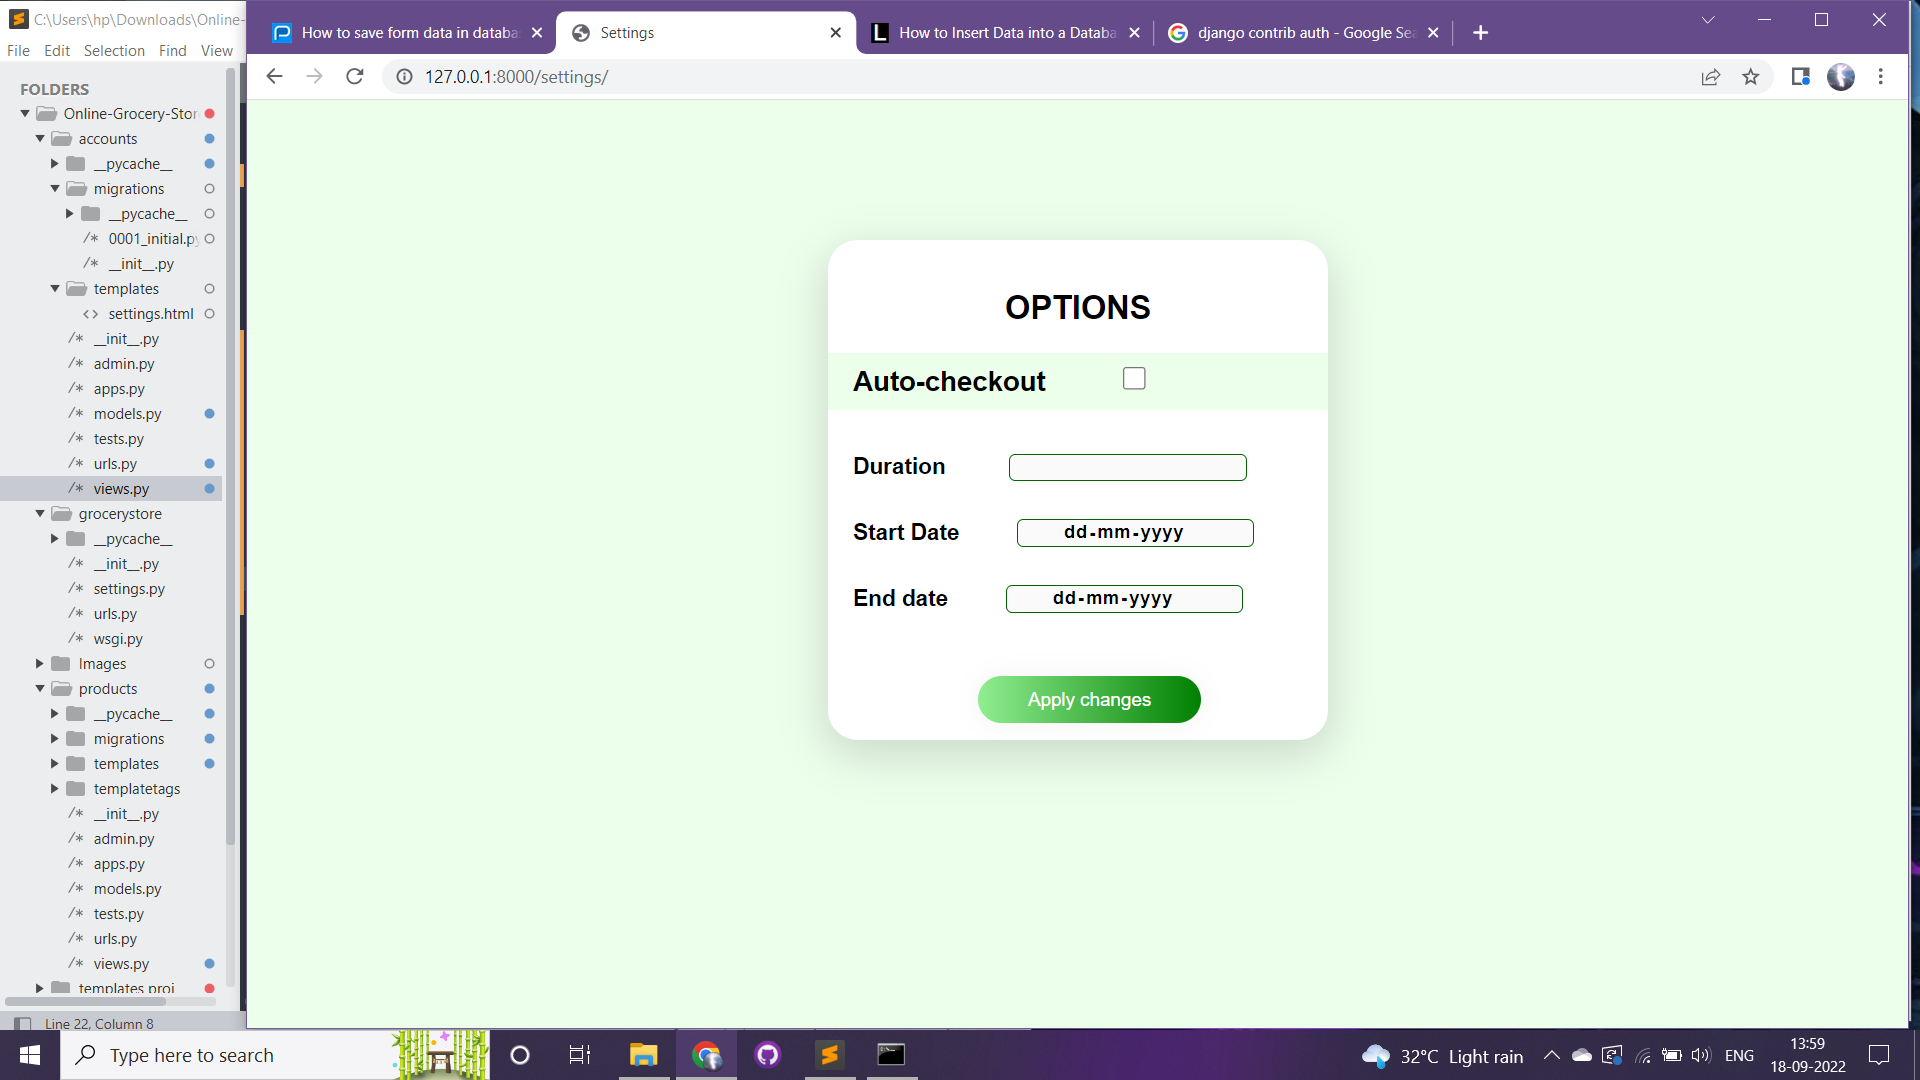 C:\Users\hp\Downloads\Online-
File Edit Selection Find View
FOLDERS
Online-Grocery-Stor
accounts
__pycache__
migrations
__pycache__
/* 0001_initial.py
/* __init__.py
templates
<> settings.html
/* __init__.py
/* admin.py
/* apps.py
/* models.py
/* tests.py
/* urls.py
/* views.py
grocerystore
__pycache__
/* __init__.py
/* settings.py
/* urls.py
/* wsgi.py
Images
products
__pycache__
migrations
templates
templatetags
/* __init__.py
/* admin.py
/* apps.py
/* models.py
/* tests.py
/* urls.py
/* views.py
templates proj
Line 22, Column 8
How to save form data in databa
Settings
L How to Insert Data into a Databa
G django contrib auth - Google Sea
127.0.0.1:8000/settings/
OPTIONS
Auto-checkout
Duration
Start Date dd-mm-yyyy
End date dd-mm-yyyy
Apply changes
Type here to search
32°C Light rain
ENG
13:59
18-09-2022